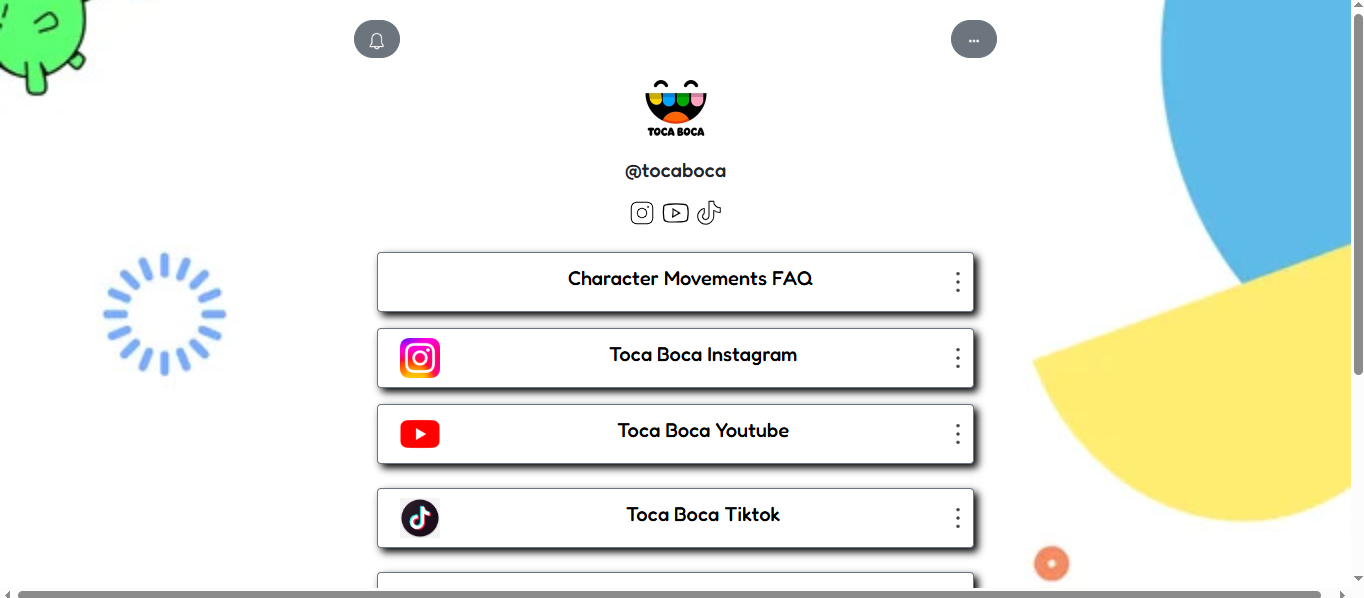 TOCA BOCA
@tocaboca
Character Movements FAQ
Toca Boca Instagram
Toca Boca Youtube
Toca Boca Tiktok